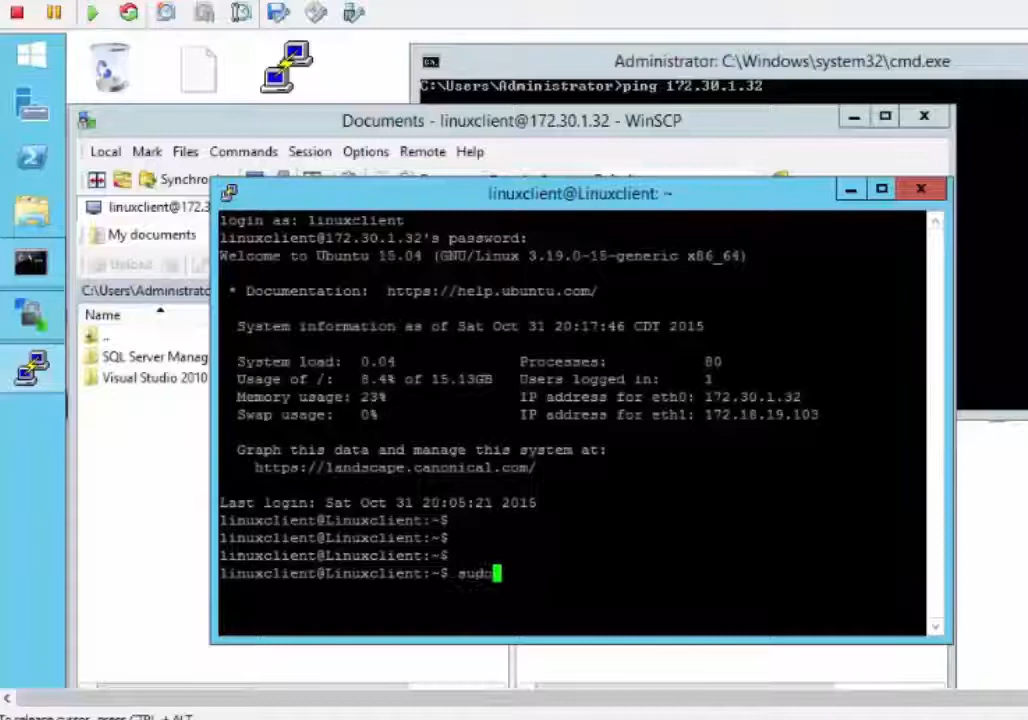 Administrator: C:\Windows\system32\cmd.exe
C:\Users\Administrator>ping 172.30.1.32
Documents - linuxclient@172.30.1.32 - WinSCP
Local Mark Files Commands Session Options Remote Help
Synchro
linuxclient@172.3
My documents
Upload
C:\Users\Administrato
Name
..
SQL Server Manag
Visual Studio 2010
linuxclient@Linuxclient: ~
login as: linuxclient
linuxclient@172.30.1.32's password:
Welcome to Ubuntu 15.04 (GNU/Linux 3.19.0-15-generic x86_64)
* Documentation:  https://help.ubuntu.com/
System information as of Sat Oct 31 20:17:46 CDT 2015
System load: 0.04 Processes: 80
Usage of /: 8.4% of 15.13GB Users logged in: 1
Memory usage: 23% IP address for eth0: 172.30.1.32
Swap usage: 0% IP address for eth1: 172.18.19.103
Graph this data and manage this system at:
https://landscape.canonical.com/
Last login: Sat Oct 31 20:05:21 2015
linuxclient@Linuxclient:~$
linuxclient@Linuxclient:~$
linuxclient@Linuxclient:~$
linuxclient@Linuxclient:~$ sudo
To release cursor, press CTRL + ALT